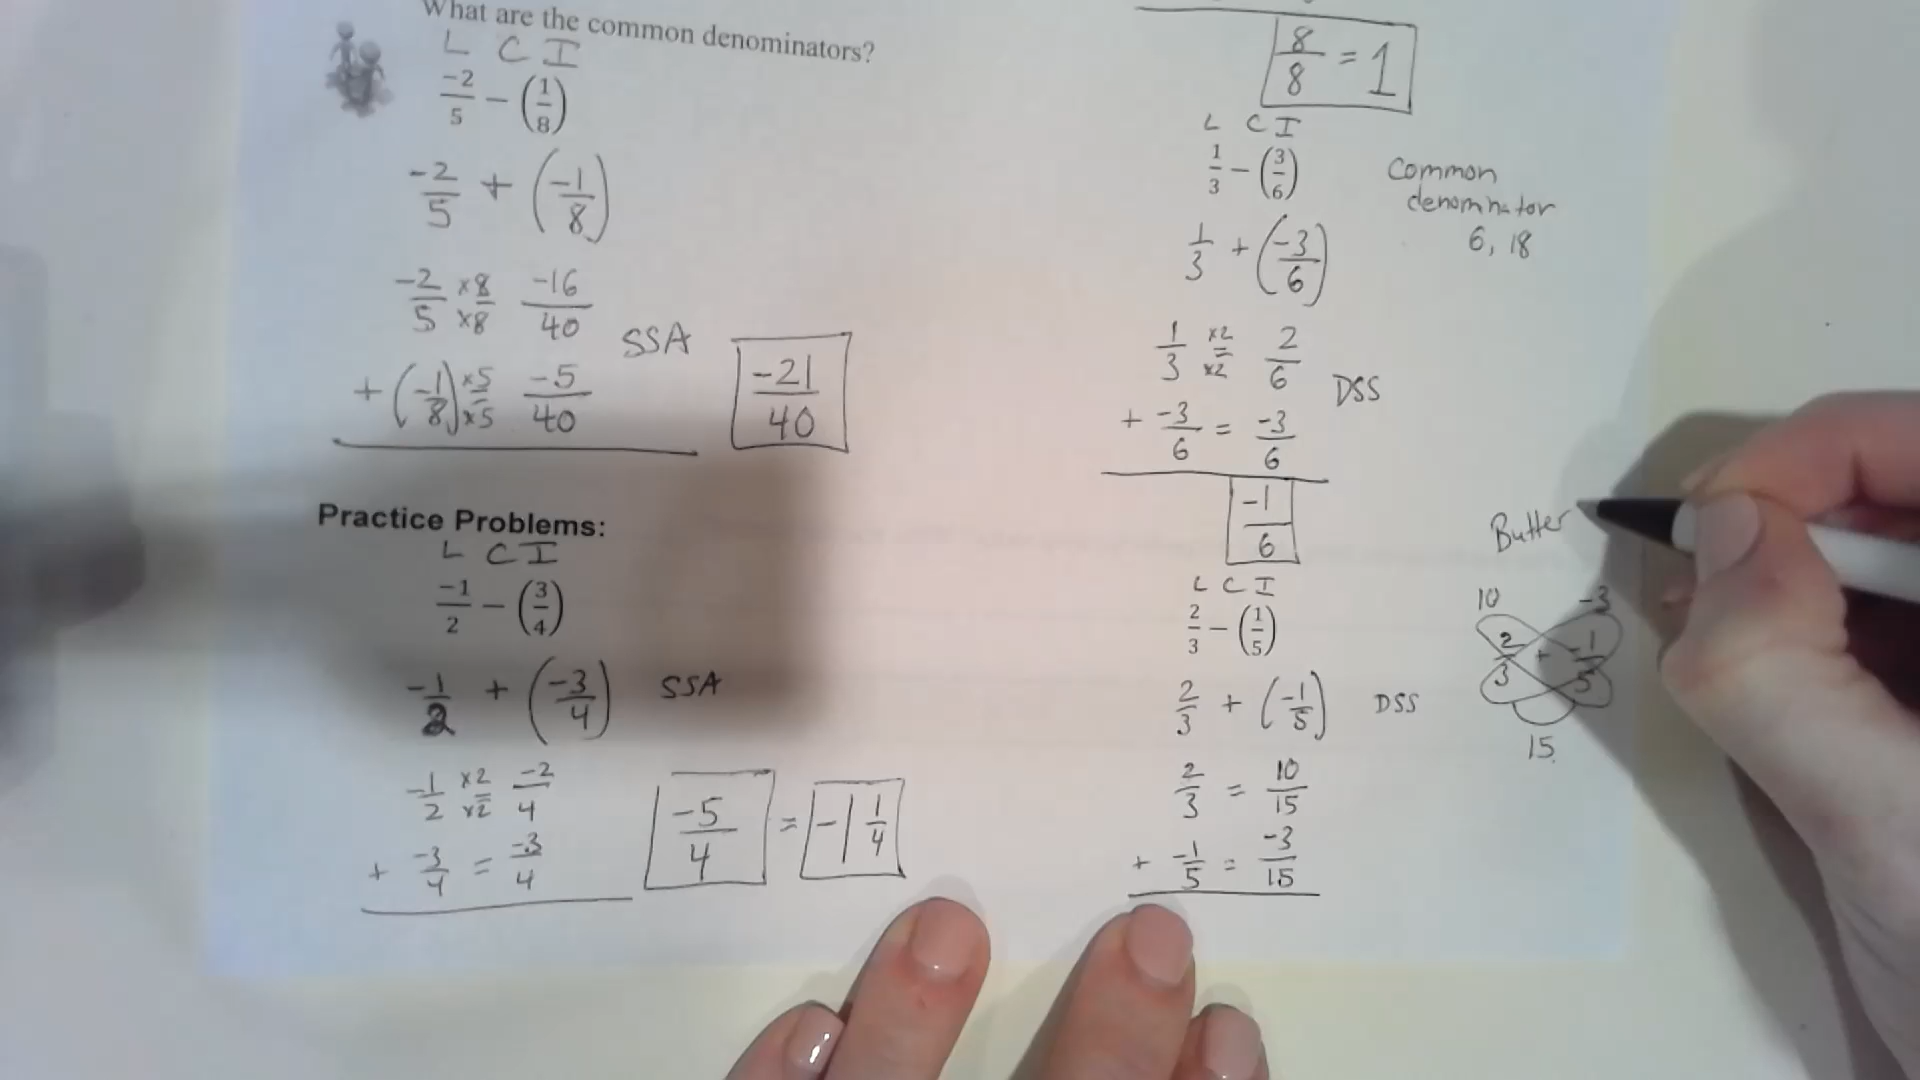 What are the common denominators?
L C I
-2/5 - (1/8)
-2/5 + (-1/8)
-2/5 ×8/×8 -16/40
SSA
+ (-1/8) ×5 = ×5 -5/40
-21/40
Practice Problems:
L C I
-1/2 - (3/4)
-1/2 + (-3/4) SSA
-1/2 ×2 = ×2 -2/4
+ -3/4 = -3/4
-5/4 = -1 1/4
8/8 = 1
L C I
1/3 - (3/6)
Common
denominator
6, 18
1/3 + (-3/6)
1/3 ×2 = ×2 2/6
DSS
+ -3/6 = -3/6
-1/6
L C I
2/3 - (1/5)
2/3 + (-1/5) DSS
2/3 = 10/15
+ -1/5 = -3/15
Butter
10 -3
2/3 + -1/5
15